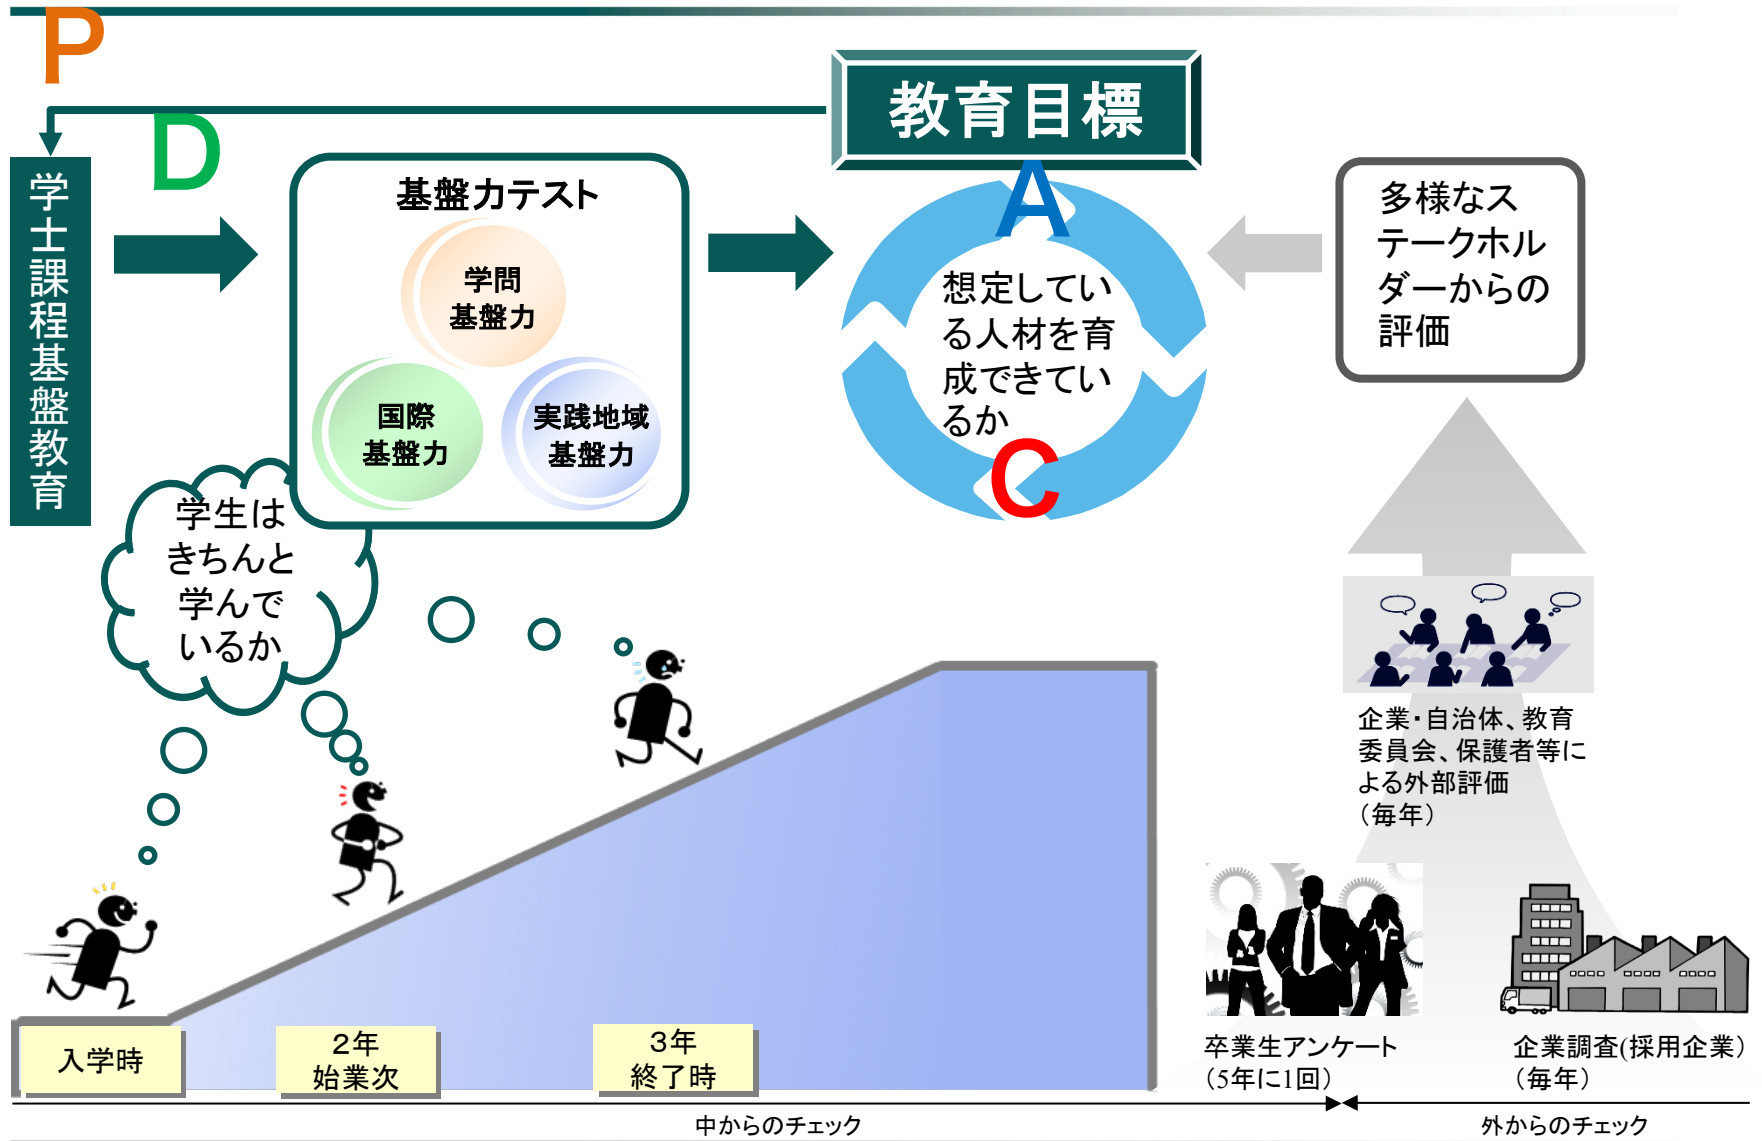 P
教育目標
D
A
学士課程基盤教育
基盤力テスト
学問
基盤力
国際
基盤力
実践地域
基盤力
想定してい
る人材を育
成できてい
るか
C
多様なス
テークホル
ダーからの
評価
学生は
きちんと
学んで
いるか
企業・自治体、教育
委員会、保護者等に
よる外部評価
（毎年）
入学時
２年
始業次
３年
終了時
卒業生アンケート
（5年に1回）
企業調査(採用企業）
（毎年）
中からのチェック
外からのチェック